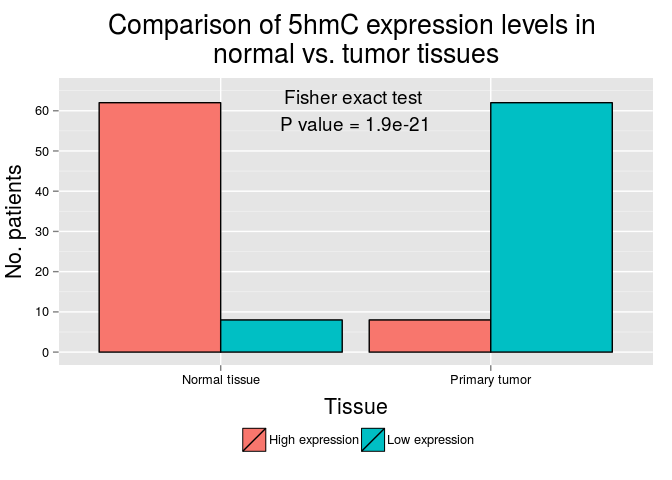 Comparison of 5hmC expression levels in
normal vs. tumor tissues
Fisher exact test
P value = 1.9e-21
No. patients
60
50
40
30
20
10
0
Normal tissue Primary tumor
Tissue
High expression Low expression